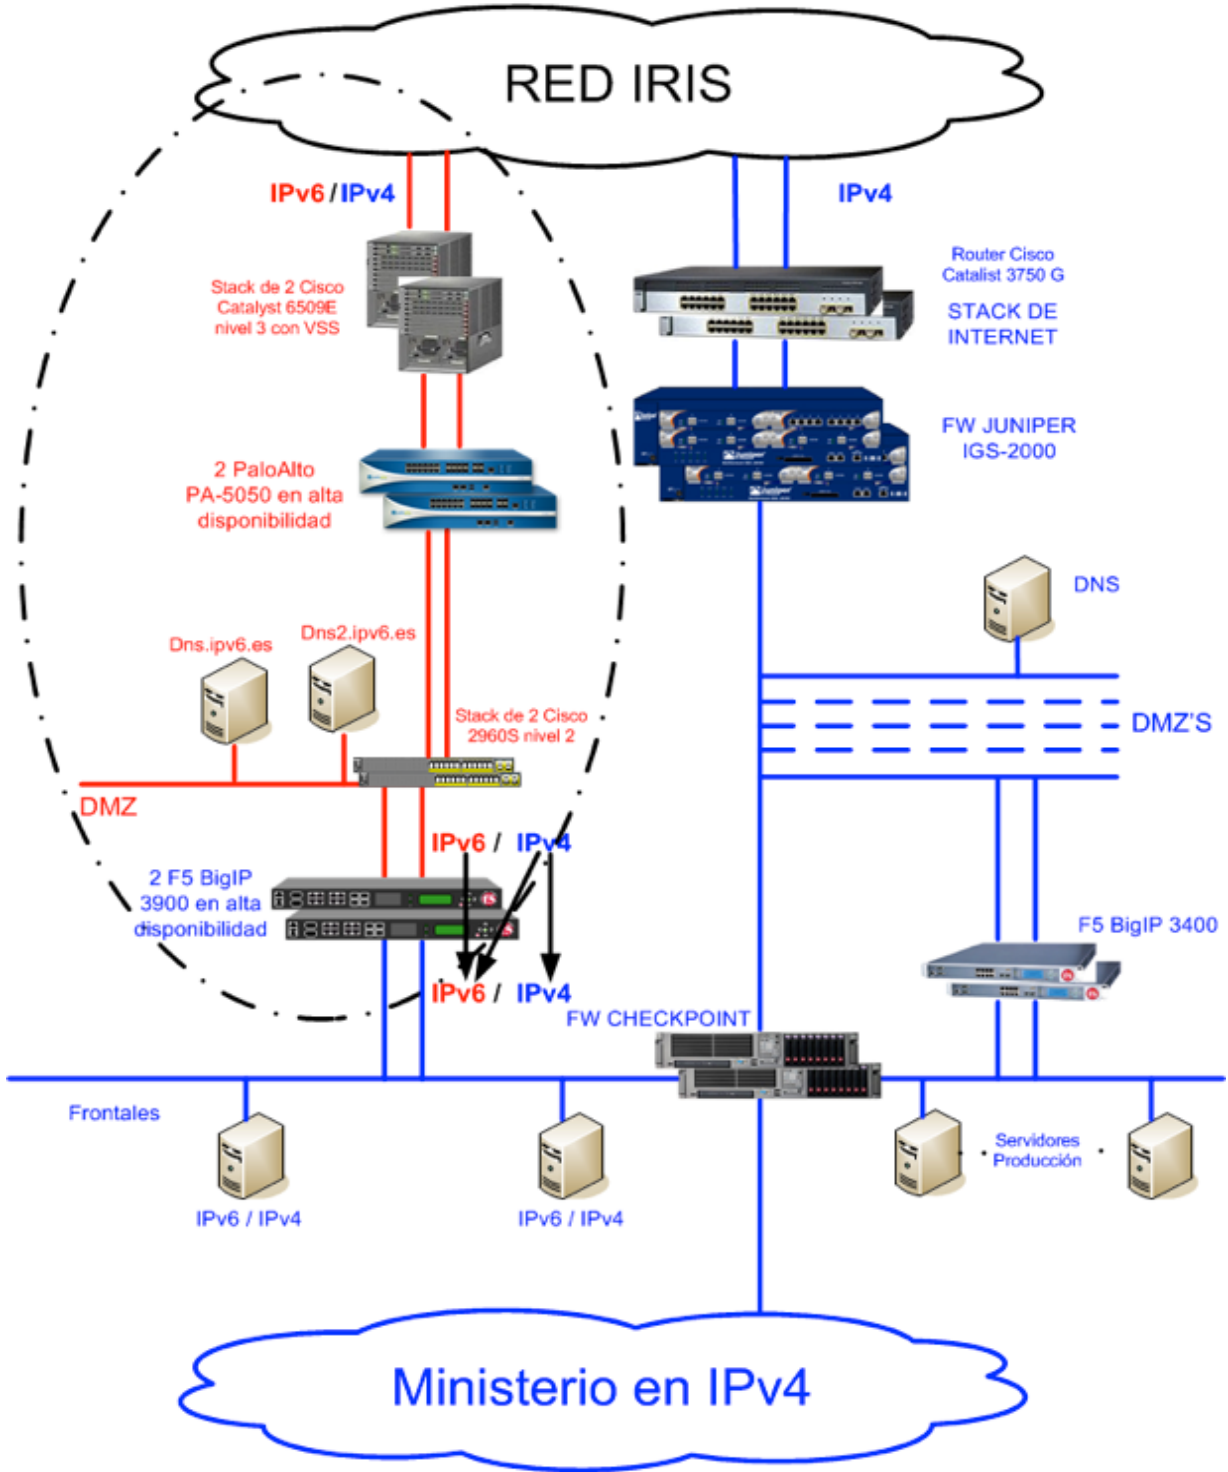 RED IRIS
IPv6 / IPv4
IPv4
Stack de 2 Cisco
Catalyst 6509E
nivel 3 con VSS
Router Cisco
Catalist 3750 G
STACK DE
INTERNET
FW JUNIPER
IGS-2000
2 PaloAlto
PA-5050 en alta
disponibilidad
DNS
Dns.ipv6.es
Dns2.ipv6.es
Stack de 2 Cisco
2960S nivel 2
DMZ'S
DMZ
IPv6 / IPv4
2 F5 BigIP
3900 en alta
disponibilidad
F5 BigIP 3400
IPv6 / IPv4
FW CHECKPOINT
Frontales
Servidores
Producción
IPv6 / IPv4
IPv6 / IPv4
Ministerio en IPv4